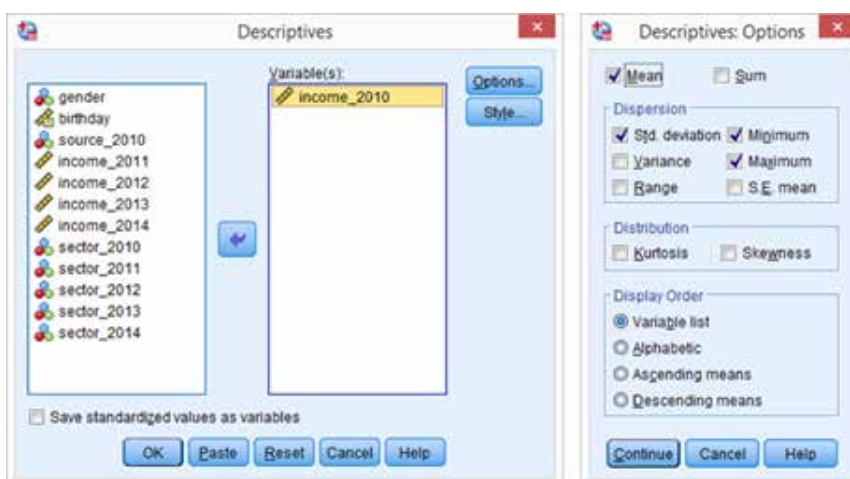 Descriptives
Variable(s):
gender
birthday
source_2010
income_2011
income_2012
income_2013
income_2014
sector_2010
sector_2011
sector_2012
sector_2013
sector_2014
income_2010
Options...
Style...
Save standardized values as variables
OK Paste Reset Cancel Help
Descriptives: Options
Mean Sum
Dispersion
Std. deviation Minimum
Variance Maximum
Range S.E. mean
Distribution
Kurtosis Skewness
Display Order
Variable list
Alphabetic
Ascending means
Descending means
Continue Cancel Help